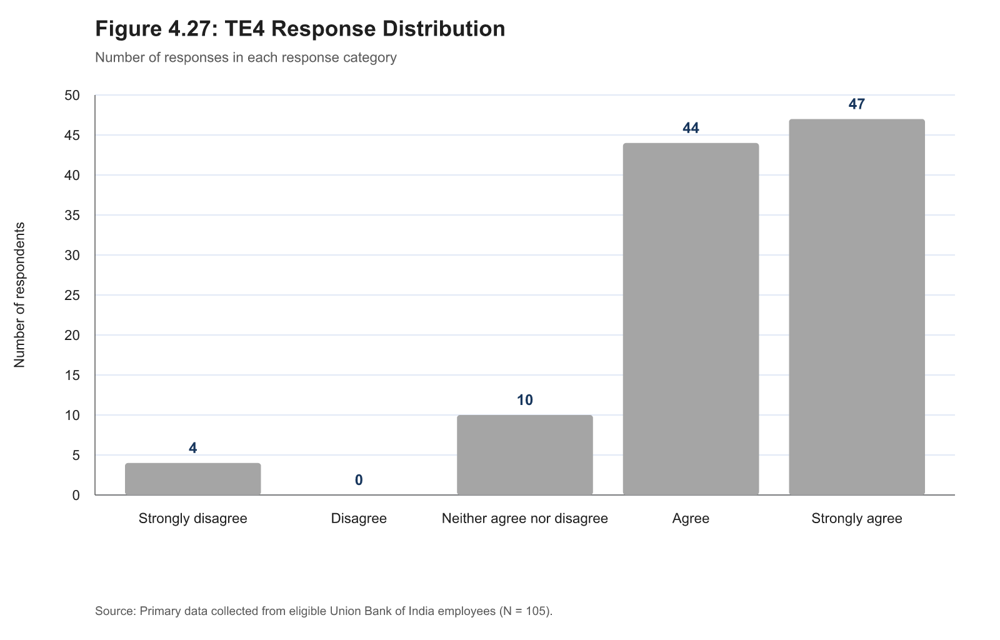 Figure 4.27: TE4 Response Distribution
Number of responses in each response category
Number of respondents
50
45
40
35
30
25
20
15
10
5
0
4
0
10
44
47
Strongly disagree
Disagree
Neither agree nor disagree
Agree
Strongly agree
Source: Primary data collected from eligible Union Bank of India employees (N = 105).